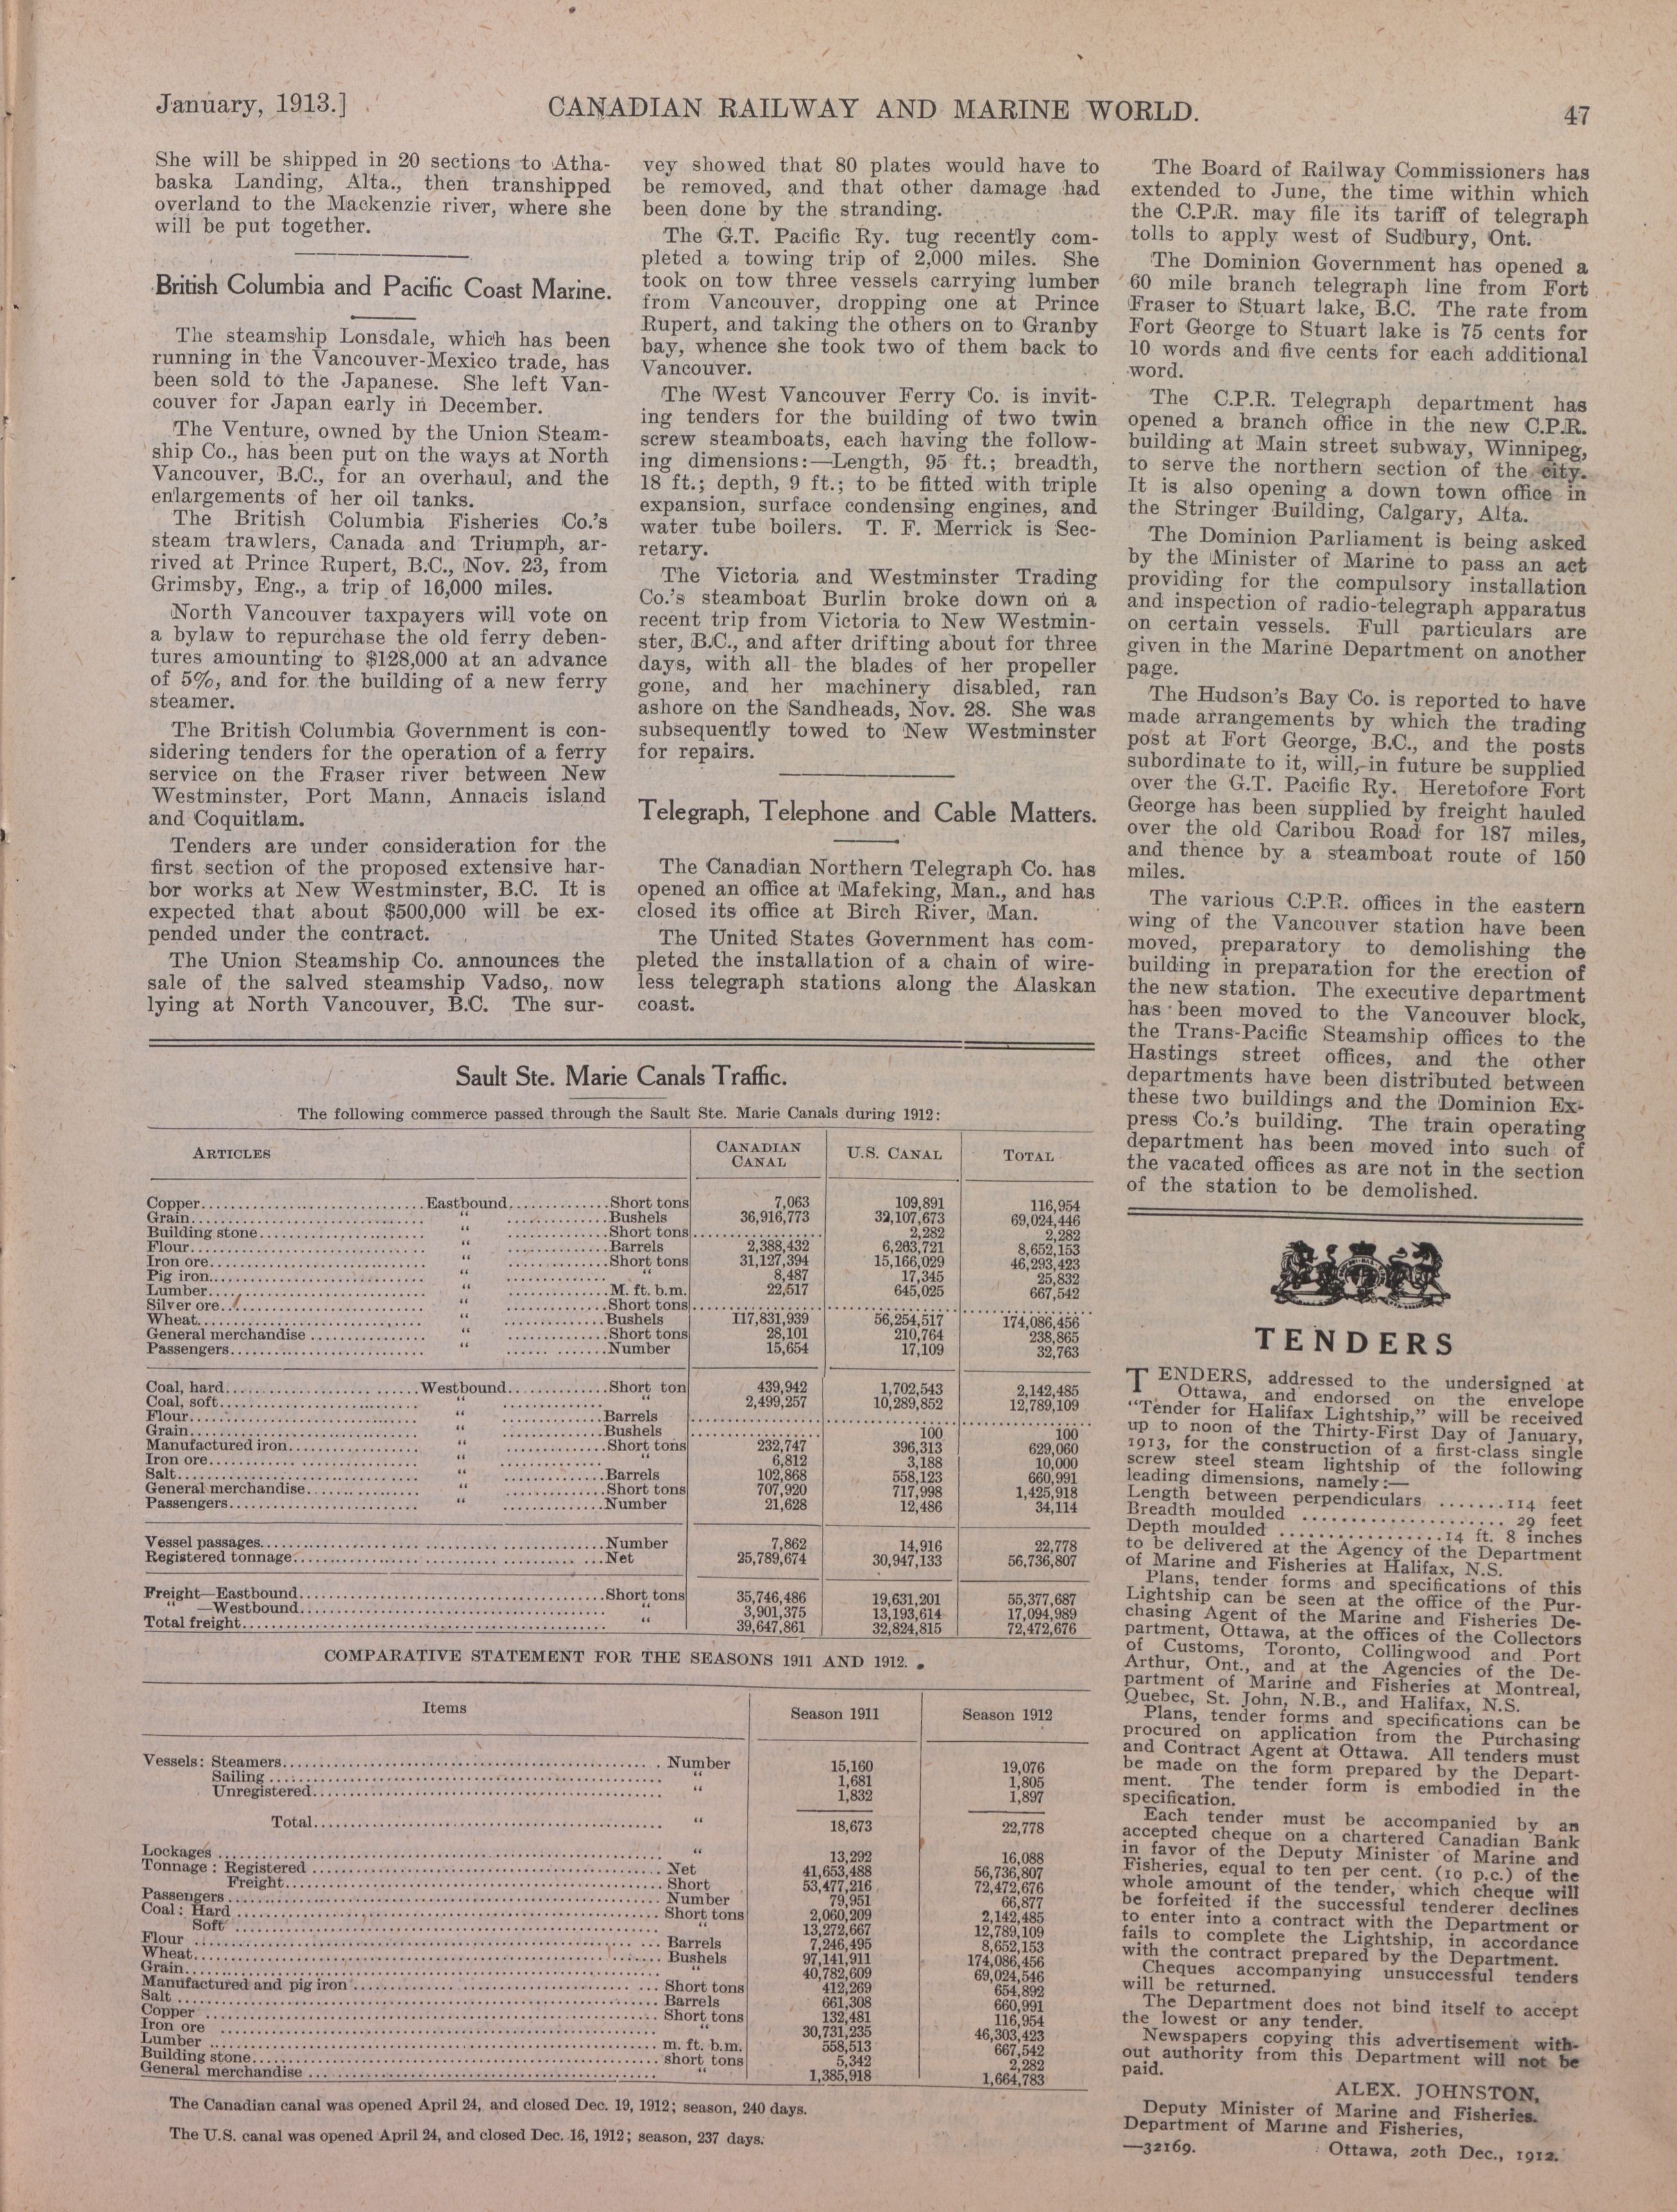 January, 1913.]
CANADIAN RAILWAY AND MARINE WORLD.
47
She will be shipped in 20 sections to Atha-
baska Landing, Alta., then transhipped
overland to the Mackenzie river, where she
will be put together.
British Columbia and Pacific Coast Marine.
The steamship Lonsdale, which has been
running in the Vancouver-Mexico trade, has
been sold to the Japanese. She left Van-
couver for Japan early in December.
The Venture, owned by the Union Steam-
ship Co., has been put on the ways at North
Vancouver, B.C., for an overhaul, and the
enlargements of her oil tanks.
The British Columbia Fisheries Co.'s
steam trawlers, Canada and Triumph, ar-
rived at Prince Rupert, B.C., Nov. 23, from
Grimsby, Eng., a trip of 16,000 miles.
North Vancouver taxpayers will vote on
a bylaw to repurchase the old ferry deben-
tures amounting to $128,000 at an advance
of 5%, and for the building of a new ferry
steamer.
The British Columbia Government is con-
sidering tenders for the operation of a ferry
service on the Fraser river between New
Westminster, Port Mann, Annacis island
and Coquitlam.
Tenders are under consideration for the
first section of the proposed extensive har-
bor works at New Westminster, B.C. It is
expected that about $500,000 will be ex-
pended under the contract.
The Union Steamship Co. announces the
sale of the salved steamship Vadso, now
lying at North Vancouver, B.C. The sur-
vey showed that 80 plates would have to
be removed, and that other damage had
been done by the stranding.
The G.T. Pacific Ry. tug recently com-
pleted a towing trip of 2,000 miles. She
took on tow three vessels carrying lumber
from Vancouver, dropping one at Prince
Rupert, and taking the others on to Granby
bay, whence she took two of them back to
Vancouver.
The West Vancouver Ferry Co. is invit-
ing tenders for the building of two twin
screw steamboats, each having the follow-
ing dimensions:—Length, 95 ft.; breadth,
18 ft.; depth, 9 ft.; to be fitted with triple
expansion, surface condensing engines, and
water tube boilers. T. F. Merrick is Sec-
retary.
The Victoria and Westminster Trading
Co.'s steamboat Burlin broke down on a
recent trip from Victoria to New Westmin-
ster, B.C., and after drifting about for three
days, with all the blades of her propeller
gone, and her machinery disabled, ran
ashore on the Sandheads, Nov. 28. She was
subsequently towed to New Westminster
for repairs.
Telegraph, Telephone and Cable Matters.
The Canadian Northern Telegraph Co. has
opened an office at Mafeking, Man., and has
closed its office at Birch River, Man.
The United States Government has com-
pleted the installation of a chain of wire-
less telegraph stations along the Alaskan
coast.
The Board of Railway Commissioners has
extended to June, the time within which
the C.P.R. may file its tariff of telegraph
tolls to apply west of Sudbury, Ont.
The Dominion Government has opened a
60 mile branch telegraph line from Fort
Fraser to Stuart lake, B.C. The rate from
Fort George to Stuart lake is 75 cents for
10 words and five cents for each additional
word.
The C.P.R. Telegraph department has
opened a branch office in the new C.P.R.
building at Main street subway, Winnipeg,
to serve the northern section of the city.
It is also opening a down town office in
the Stringer Building, Calgary, Alta.
The Dominion Parliament is being asked
by the Minister of Marine to pass an act
providing for the compulsory installation
and inspection of radio-telegraph apparatus
on certain vessels. Full particulars are
given in the Marine Department on another
page.
The Hudson's Bay Co. is reported to have
made arrangements by which the trading
post at Fort George, B.C., and the posts
subordinate to it, will, in future be supplied
over the G.T. Pacific Ry. Heretofore Fort
George has been supplied by freight hauled
over the old Caribou Road for 187 miles,
and thence by a steamboat route of 150
miles.
The various C.P.R. offices in the eastern
wing of the Vancouver station have been
moved, preparatory to demolishing the
building in preparation for the erection of
the new station. The executive department
has been moved to the Vancouver block,
the Trans-Pacific Steamship offices to the
Hastings street offices, and the other
departments have been distributed between
these two buildings and the Dominion Ex-
press Co.'s building. The train operating
department has been moved into such of
the vacated offices as are not in the section
of the station to be demolished.
Sault Ste. Marie Canals Traffic.
The following commerce passed through the Sault Ste. Marie Canals during 1912:
ARTICLES | CANADIAN CANAL | U.S. CANAL | TOTAL
Copper..........Eastbound..........Short tons 7,063 109,891 116,954
Grain.......... " ..........Bushels 36,916,773 32,107,673 69,024,446
Building stone.......... " ..........Short tons .......... 2,282 2,282
Flour.......... " ..........Barrels 2,388,432 6,263,721 8,652,153
Iron ore.......... " ..........Short tons 31,127,394 15,166,029 46,293,423
Pig iron.......... " .......... " 8,487 17,345 25,832
Lumber.......... " ..........M. ft. b.m. 22,517 645,025 667,542
Silver ore.......... " ..........Short tons .......... .......... ..........
Wheat.......... " ..........Bushels 117,831,939 56,254,517 174,086,456
General merchandise .......... " ..........Short tons 28,101 210,764 238,865
Passengers.......... " ..........Number 15,654 17,109 32,763
Coal, hard..........Westbound..........Short ton 439,942 1,702,543 2,142,485
Coal, soft.......... " .......... " 2,499,257 10,289,852 12,789,109
Flour.......... " ..........Barrels .......... .......... ..........
Grain.......... " ..........Bushels .......... 100 100
Manufactured iron.......... " ..........Short tons 232,747 396,313 629,060
Iron ore.......... " .......... " 6,812 3,188 10,000
Salt.......... " ..........Barrels 102,868 558,123 660,991
General merchandise.......... " ..........Short tons 707,920 717,998 1,425,918
Passengers.......... " ..........Number 21,628 12,486 34,114
Vessel passages..........Number 7,862 14,916 22,778
Registered tonnage..........Net 25,789,674 30,947,133 56,736,807
Freight—Eastbound..........Short tons 35,746,486 19,631,201 55,377,687
" —Westbound.......... " 3,901,375 13,193,614 17,094,989
Total freight.......... " 39,647,861 32,824,815 72,472,676
COMPARATIVE STATEMENT FOR THE SEASONS 1911 AND 1912.
Items | Season 1911 | Season 1912
Vessels: Steamers..........Number 15,160 19,076
Sailing.......... " 1,681 1,805
Unregistered.......... " 1,832 1,897
Total.......... " 18,673 22,778
Lockages .......... " 13,292 16,088
Tonnage: Registered ..........Net 41,653,488 56,736,807
Freight..........Short 53,477,216 72,472,676
Passengers..........Number 79,951 66,877
Coal: Hard ..........Short tons 2,060,209 2,142,485
Soft .......... " 13,272,667 12,789,109
Flour ..........Barrels 7,246,495 8,652,153
Wheat..........Bushels 97,141,911 174,086,456
Grain.......... " 40,782,609 69,024,546
Manufactured and pig iron..........Short tons 412,269 654,892
Salt ..........Barrels 661,308 660,991
Copper ..........Short tons 132,481 116,954
Iron ore .......... " 30,731,235 46,303,423
Lumber ..........m. ft. b.m. 558,513 667,542
Building stone..........short tons 5,342 2,282
General merchandise .......... " 1,385,918 1,664,783
The Canadian canal was opened April 24, and closed Dec. 19, 1912; season, 240 days.
The U.S. canal was opened April 24, and closed Dec. 16, 1912; season, 237 days.
TENDERS
TENDERS, addressed to the undersigned at
Ottawa, and endorsed on the envelope
"Tender for Halifax Lightship," will be received
up to noon of the Thirty-First Day of January,
1913, for the construction of a first-class single
screw steel steam lightship of the following
leading dimensions, namely:—
Length between perpendiculars .......114 feet
Breadth moulded .................... 29 feet
Depth moulded .................14 ft. 8 inches
to be delivered at the Agency of the Department
of Marine and Fisheries at Halifax, N.S.
Plans, tender forms and specifications of this
Lightship can be seen at the office of the Pur-
chasing Agent of the Marine and Fisheries De-
partment, Ottawa, at the offices of the Collectors
of Customs, Toronto, Collingwood and Port
Arthur, Ont., and at the Agencies of the De-
partment of Marine and Fisheries at Montreal,
Quebec, St. John, N.B., and Halifax, N.S.
Plans, tender forms and specifications can be
procured on application from the Purchasing
and Contract Agent at Ottawa. All tenders must
be made on the form prepared by the Depart-
ment. The tender form is embodied in the
specification.
Each tender must be accompanied by an
accepted cheque on a chartered Canadian Bank
in favor of the Deputy Minister of Marine and
Fisheries, equal to ten per cent. (10 p.c.) of the
whole amount of the tender, which cheque will
be forfeited if the successful tenderer declines
to enter into a contract with the Department or
fails to complete the Lightship, in accordance
with the contract prepared by the Department.
Cheques accompanying unsuccessful tenders
will be returned.
The Department does not bind itself to accept
the lowest or any tender.
Newspapers copying this advertisement with-
out authority from this Department will not be
paid.
ALEX. JOHNSTON,
Deputy Minister of Marine and Fisheries.
Department of Marine and Fisheries,
—32169. Ottawa, 20th Dec., 1912.